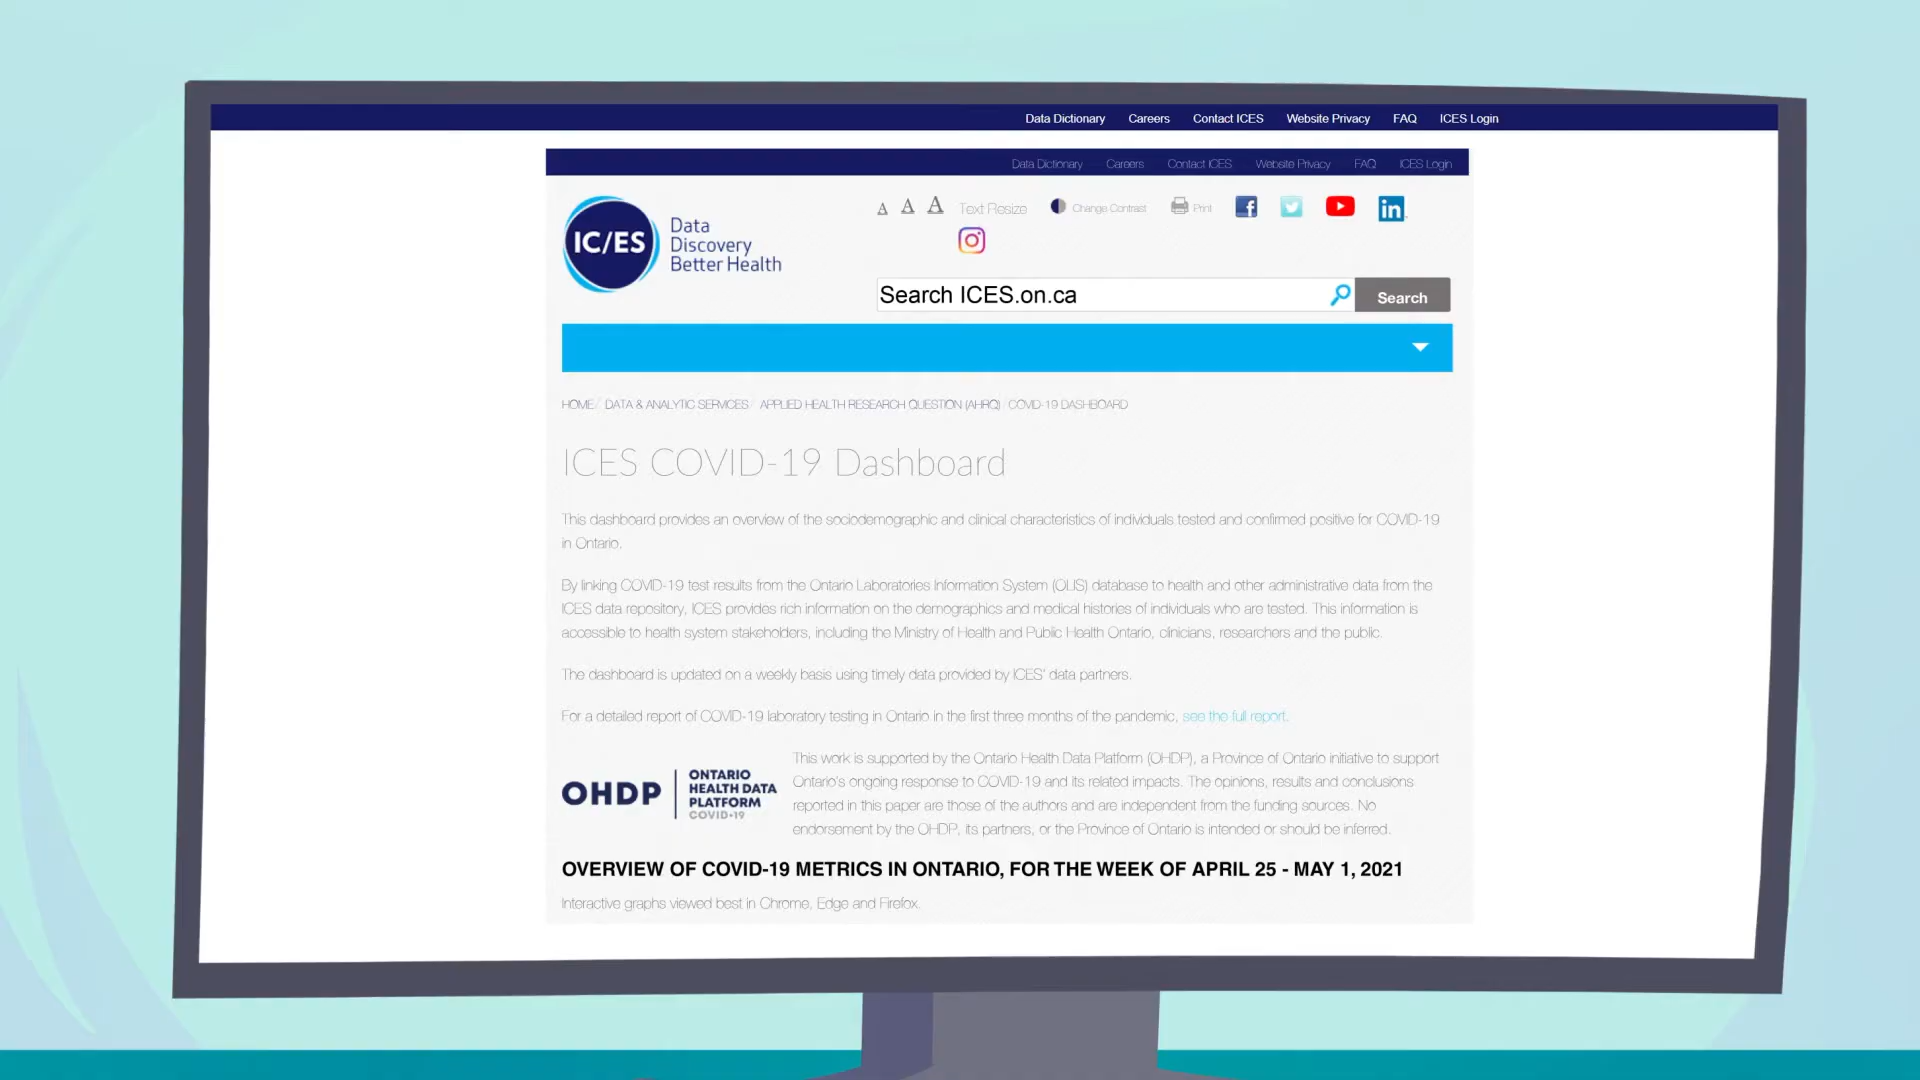 Data Dictionary Careers Contact ICES Website Privacy FAQ ICES Login
Data Dictionary Careers Contact ICES Website Privacy FAQ ICES Login
A A A Text Resize Change Contrast Print
IC/ES
Data
Discovery
Better Health
Search ICES.on.ca Search
HOME / DATA & ANALYTIC SERVICES / APPLIED HEALTH RESEARCH QUESTION (AHRQ) / COVID-19 DASHBOARD
ICES COVID-19 Dashboard
This dashboard provides an overview of the sociodemographic and clinical characteristics of individuals tested and confirmed positive for COVID-19
in Ontario.
By linking COVID-19 test results from the Ontario Laboratories Information System (OLIS) database to health and other administrative data from the
ICES data repository, ICES provides rich information on the demographics and medical histories of individuals who are tested. This information is
accessible to health system stakeholders, including the Ministry of Health and Public Health Ontario, clinicians, researchers and the public.
The dashboard is updated on a weekly basis using timely data provided by ICES' data partners.
For a detailed report of COVID-19 laboratory testing in Ontario in the first three months of the pandemic, see the full report.
OHDP
ONTARIO
HEALTH DATA
PLATFORM
COVID-19
This work is supported by the Ontario Health Data Platform (OHDP), a Province of Ontario initiative to support
Ontario's ongoing response to COVID-19 and its related impacts. The opinions, results and conclusions
reported in this paper are those of the authors and are independent from the funding sources. No
endorsement by the OHDP, its partners, or the Province of Ontario is intended or should be inferred.
OVERVIEW OF COVID-19 METRICS IN ONTARIO, FOR THE WEEK OF APRIL 25 - MAY 1, 2021
Interactive graphs viewed best in Chrome, Edge and Firefox.